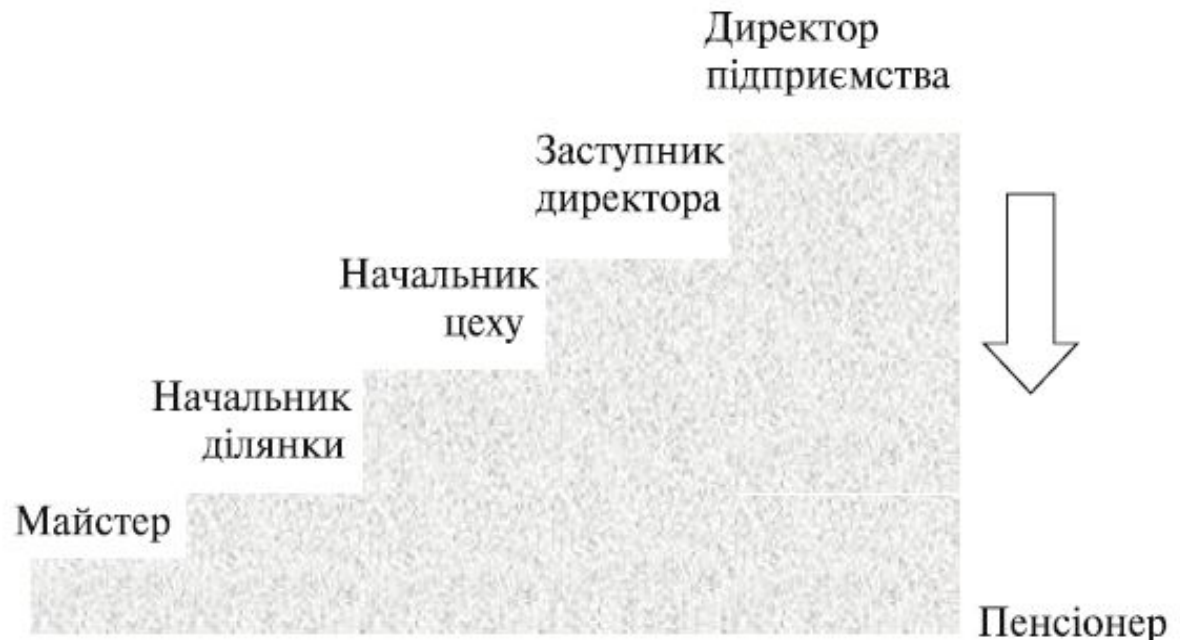 Директор
підприємства
Заступник
директора
Начальник
цеху
Начальник
ділянки
Майстер
Пенсіонер